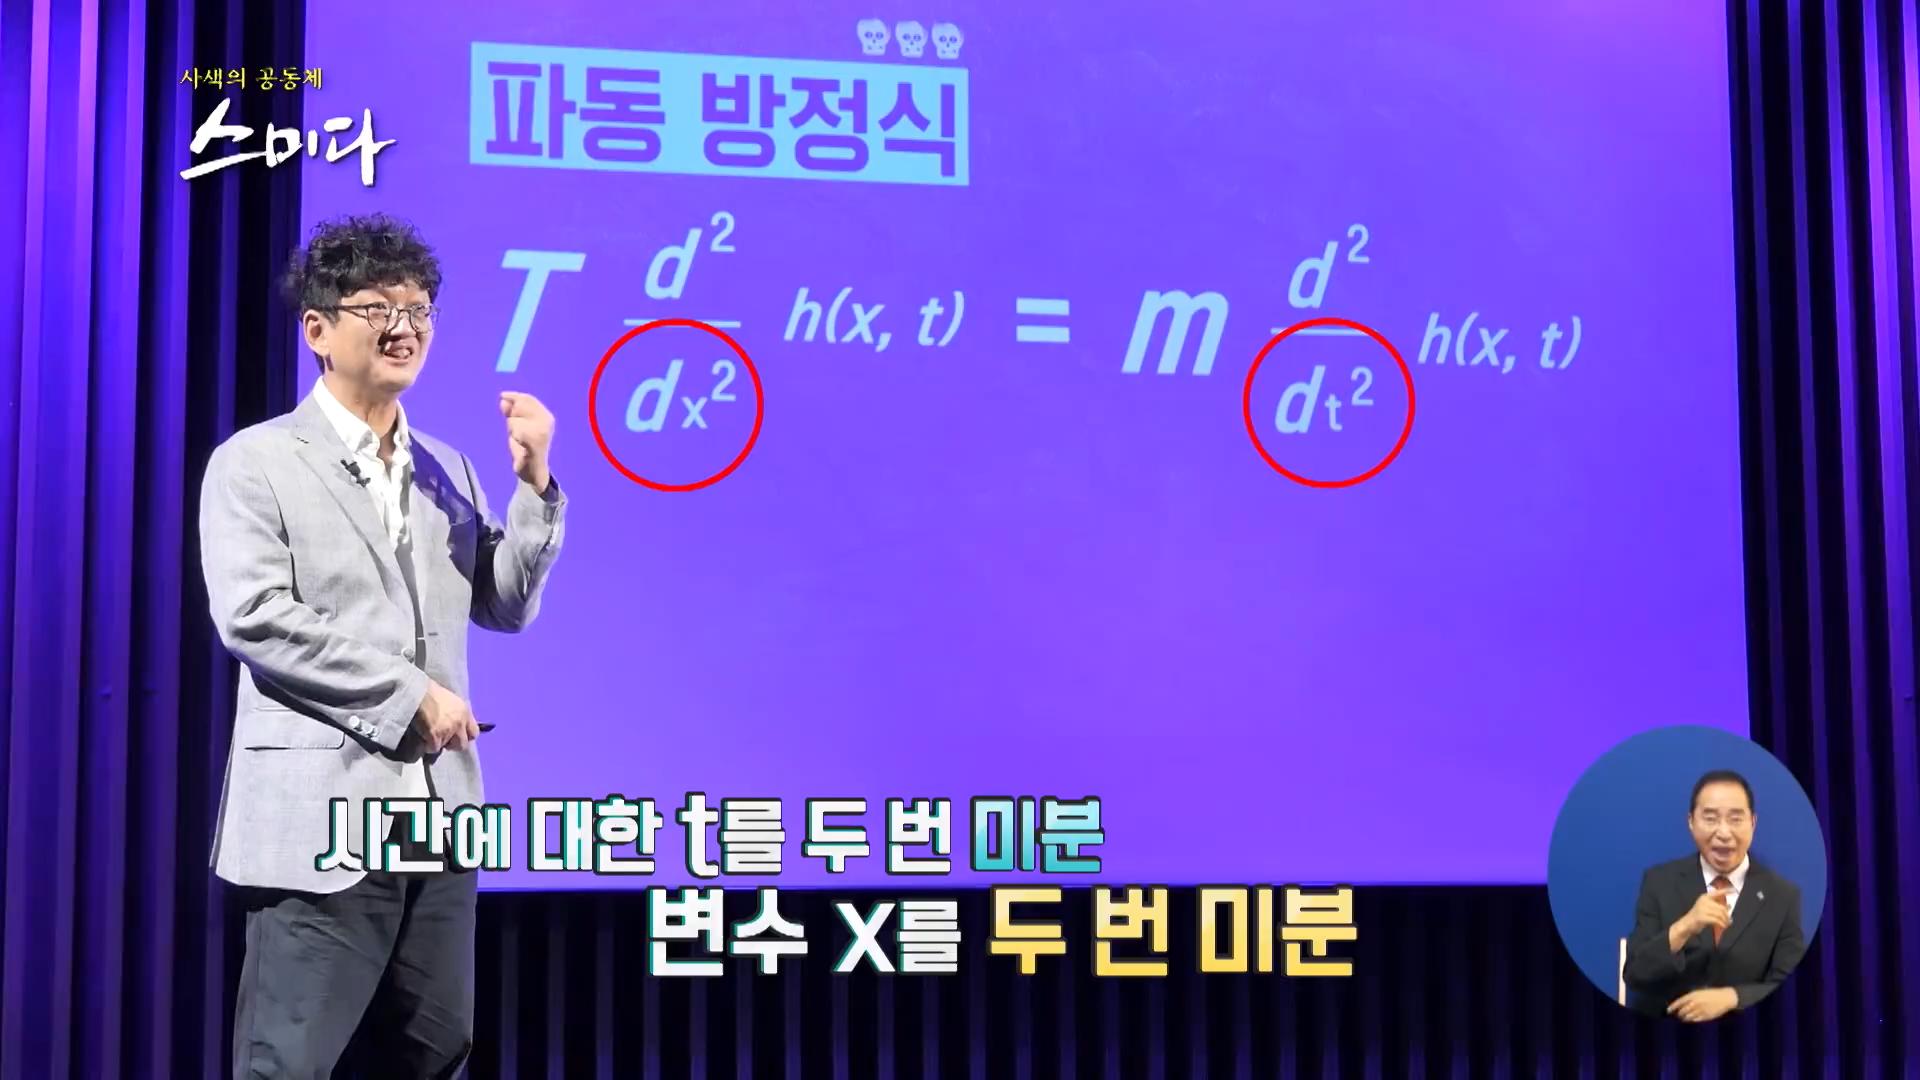 사색의 공동체
스미다
파동 방정식
T d²/dx² h(x, t) = m d²/dt² h(x, t)
시간에 대한 t를 두 번 미분
변수 x를 두 번 미분